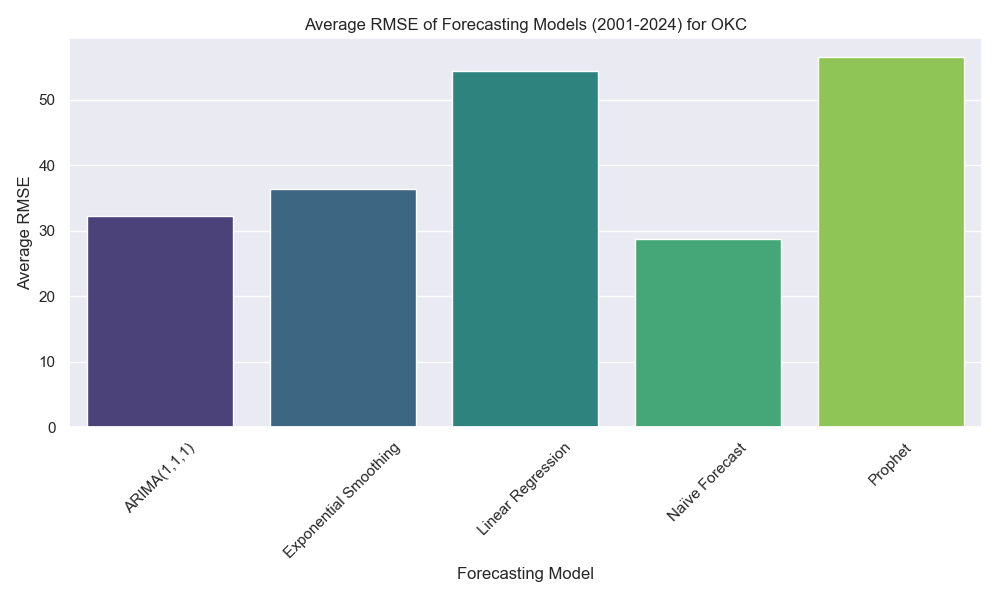 Average RMSE of Forecasting Models (2001-2024) for OKC
Average RMSE
50
40
30
20
10
0
ARIMA(1,1,1)
Exponential Smoothing
Linear Regression
Naïve Forecast
Prophet
Forecasting Model